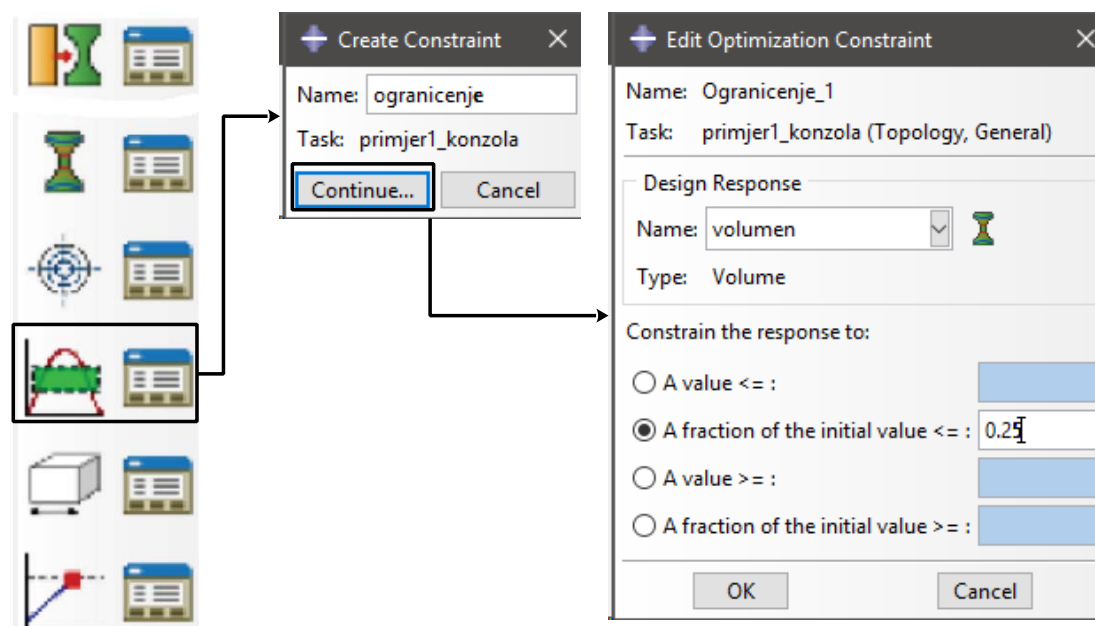 Create Constraint
Name: ogranicenje
Task: primjer1_konzola
Continue... Cancel
Edit Optimization Constraint
Name: Ogranicenje_1
Task: primjer1_konzola (Topology, General)
Design Response
Name: volumen
Type: Volume
Constrain the response to:
A value <= :
A fraction of the initial value <= : 0.25
A value >= :
A fraction of the initial value >= :
OK Cancel